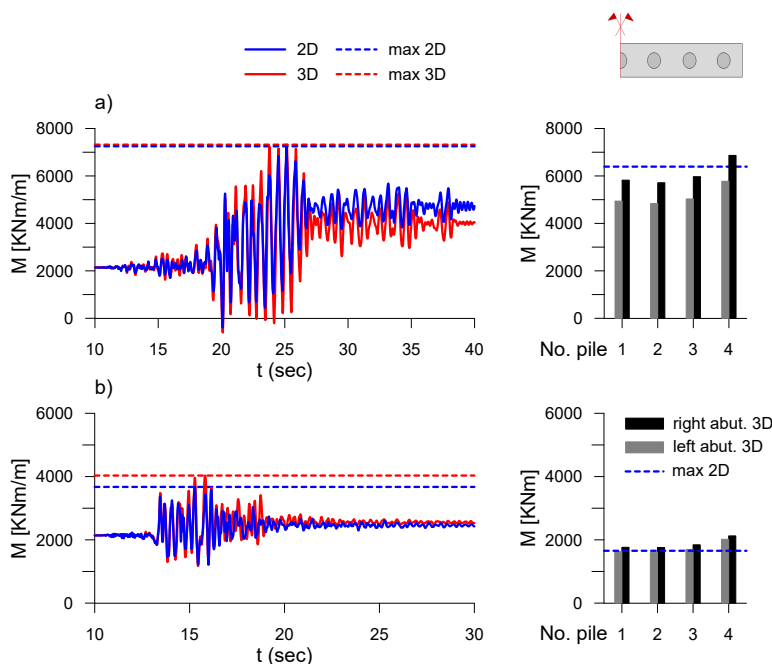 2D max 2D
3D max 3D
a)
8000
6000
4000
2000
0
M [KNm/m]
10 15 20 25 30 35 40
t (sec)
8000
6000
4000
2000
0
M [KNm]
No. pile 1 2 3 4
b)
6000
4000
2000
0
M [KNm/m]
10 15 20 25 30
t (sec)
6000
4000
2000
0
M [KNm]
right abut. 3D
left abut. 3D
max 2D
No. pile 1 2 3 4